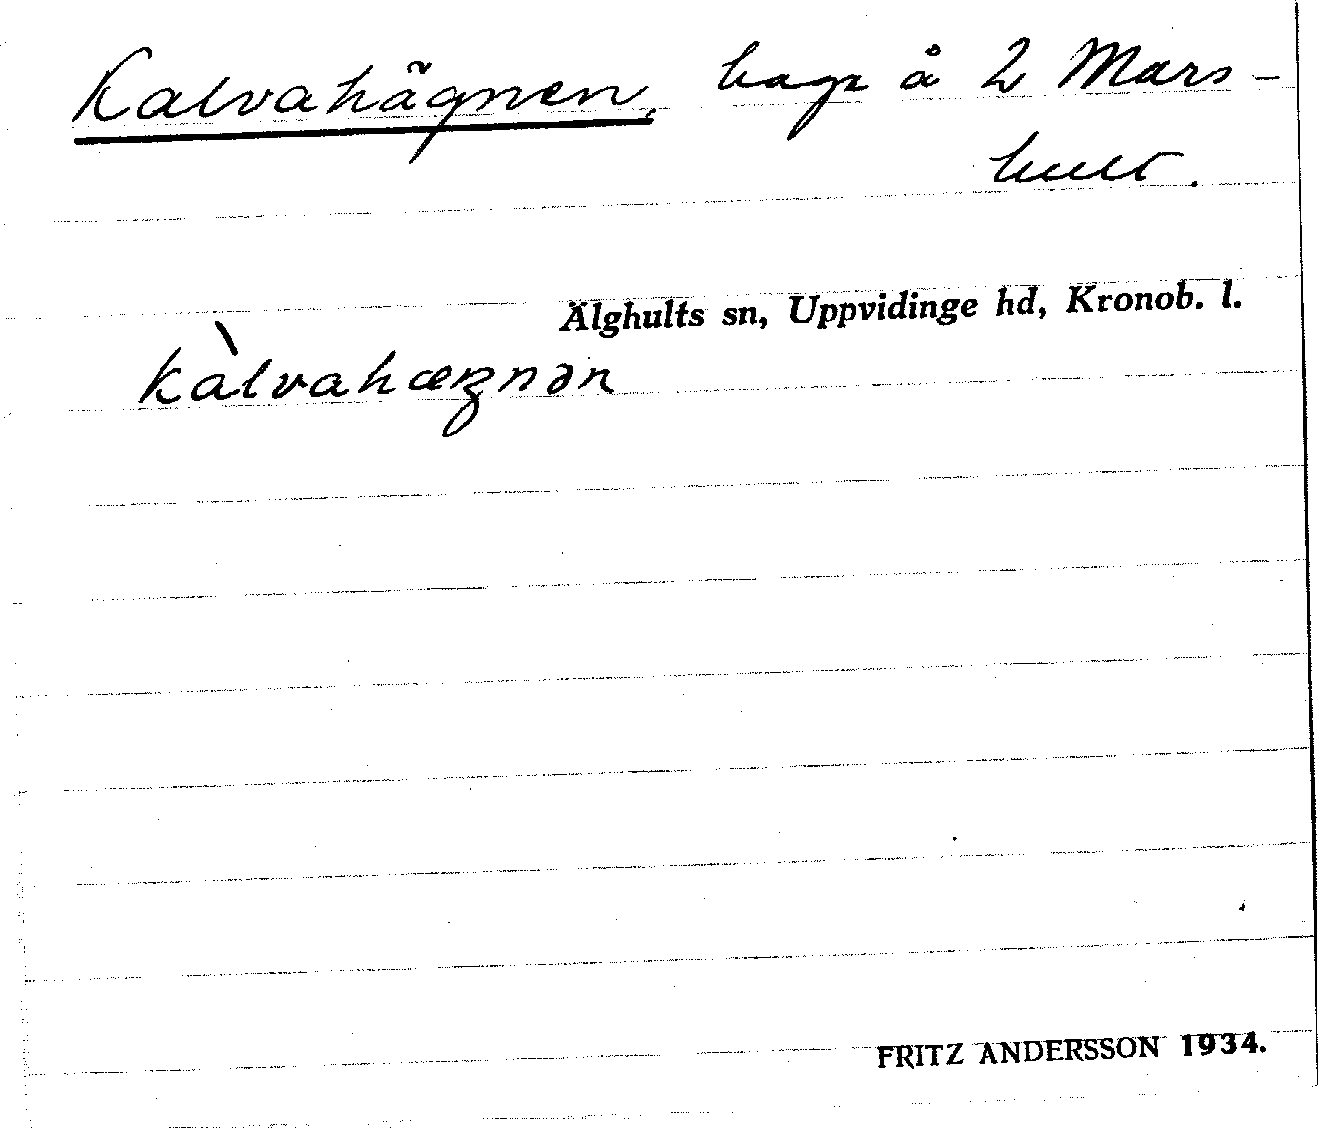 Kalvahägnen, hage å 2 Mars-
hult.
Älghults sn, Uppvidinge hd, Kronob. l.
kàlvahægnən
FRITZ ANDERSSON 1934.